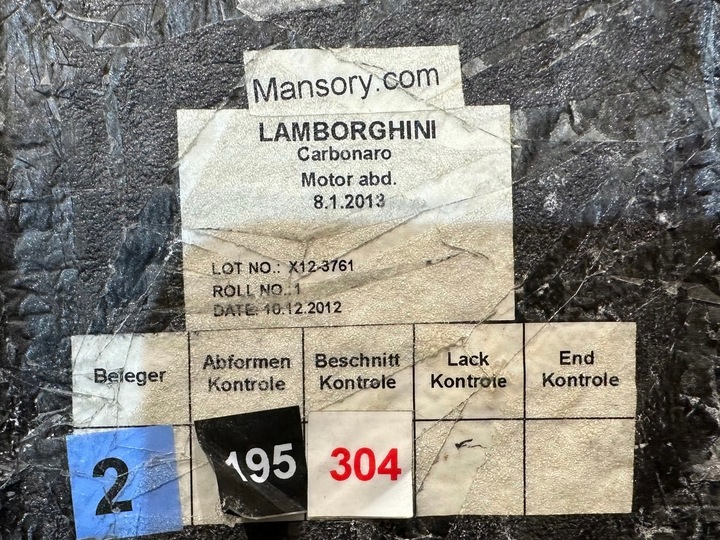 Mansory.com
LAMBORGHINI
Carbonaro
Motor abd.
8.1.2013
LOT NO.: X12-3761
ROLL NO.:1
DATE: 10.12.2012
Beleger Abformen Kontrole Beschnitt Kontrole Lack Kontrole End Kontrole
2 195 304